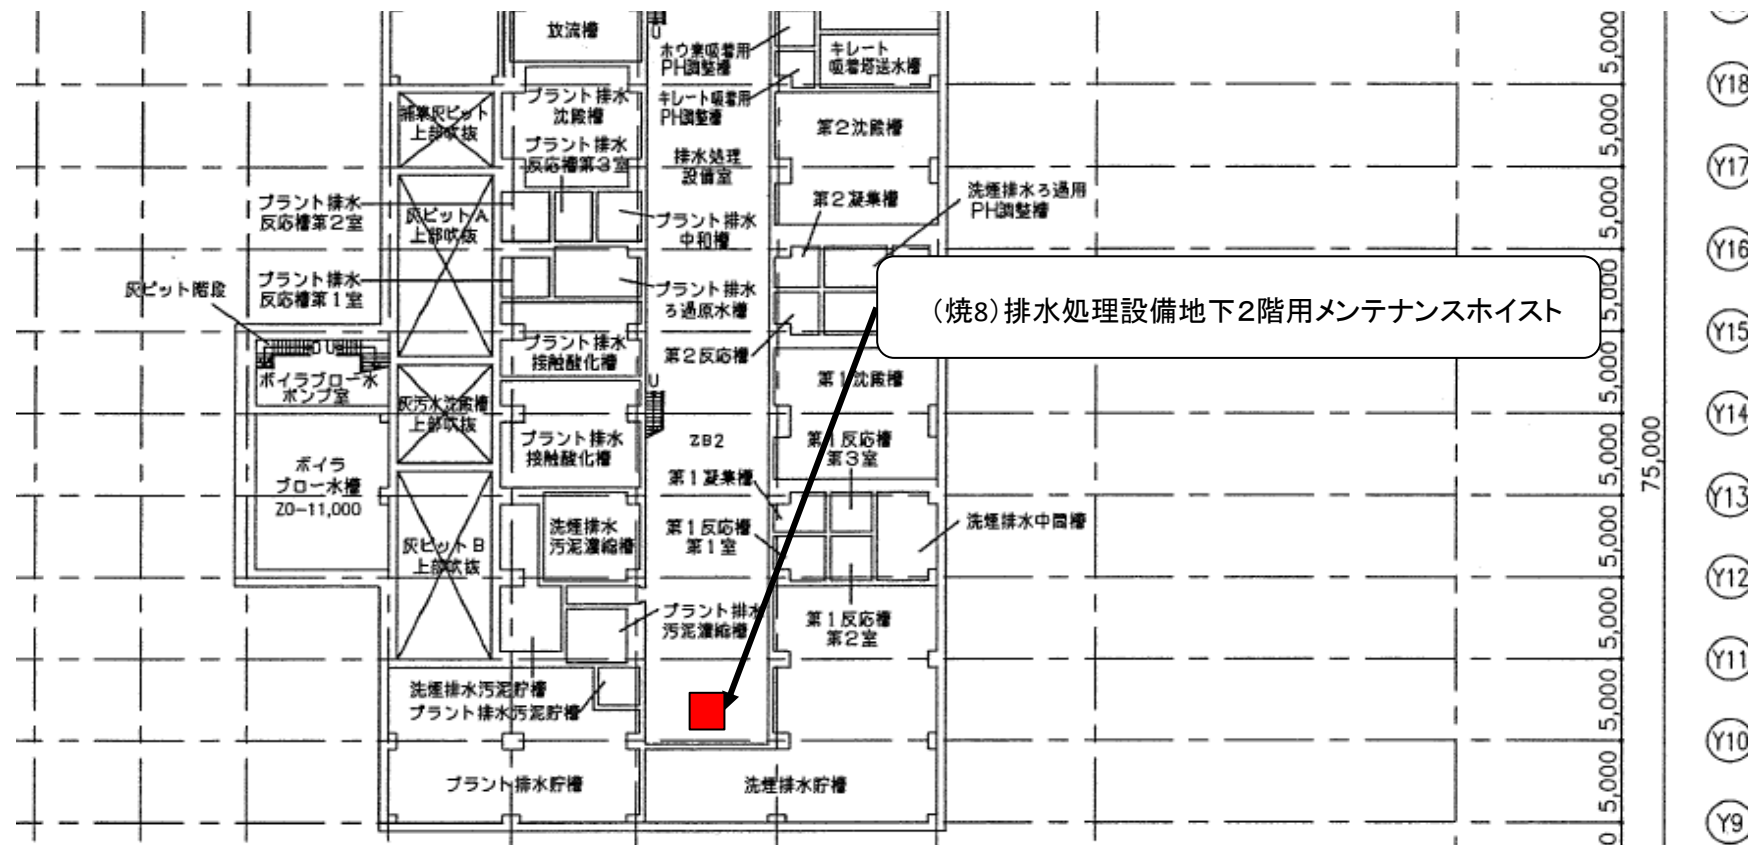 放流槽
U
ホウ素吸着用
PH調整槽
キレート
吸着塔送水槽
5,000
Y18
捕集灰ピット
上部吹抜
プラント排水
沈殿槽
キレート吸着用
PH調整槽
第2沈殿槽
5,000
プラント排水
反応槽第3室
排水処理
設備室
Y17
プラント排水
反応槽第2室
灰ピットA
上部吹抜
プラント排水
中和槽
第2凝集槽
洗煙排水ろ過用
PH調整槽
5,000
Y16
灰ピット階段
プラント排水
反応槽第1室
プラント排水
ろ過原水槽
(焼8)排水処理設備地下2階用メンテナンスホイスト
5,000
Y15
D U
ボイラブロー水
ポンプ室
プラント排水
接触酸化槽
第2反応槽
第1沈殿槽
5,000
U
灰汚水沈殿槽
上部吹抜
Y14
プラント排水
接触酸化槽
ZB2
第1反応槽
第3室
5,000
75,000
ボイラ
ブロー水槽
Z0-11,000
第1凝集槽
Y13
灰ピットB
上部吹抜
洗煙排水
汚泥濃縮槽
第1反応槽
第1室
洗煙排水中間槽
5,000
Y12
プラント排水
汚泥濃縮槽
第1反応槽
第2室
5,000
Y11
洗煙排水汚泥貯槽
プラント排水汚泥貯槽
5,000
Y10
プラント排水貯槽
洗煙排水貯槽
5,000
Y9
0